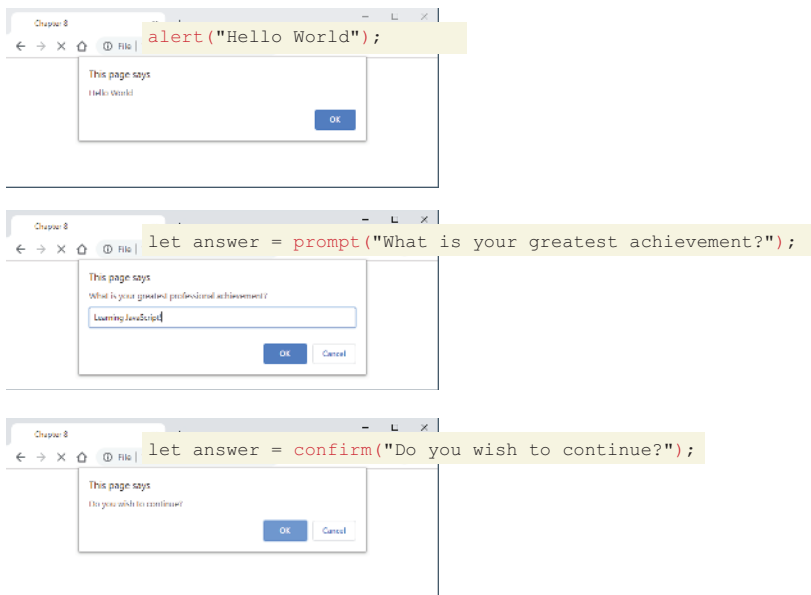 Chapter 8
File
alert("Hello World");
This page says
Hello World
OK
Chapter 8
File
let answer = prompt("What is your greatest achievement?");
This page says
What is your greatest professional achievement?
Learning JavaScript!
OK Cancel
Chapter 8
File
let answer = confirm("Do you wish to continue?");
This page says
Do you wish to continue?
OK Cancel